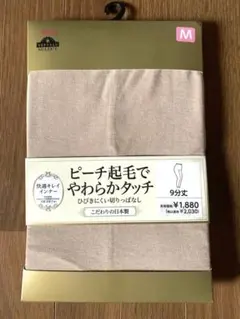 TOPVALU
M
快適キレイ
インナー
ピーチ起毛で
やわらかタッチ
ひびきにくい切りっぱなし
こだわりの日本製
9分丈
¥1,880
¥2,030